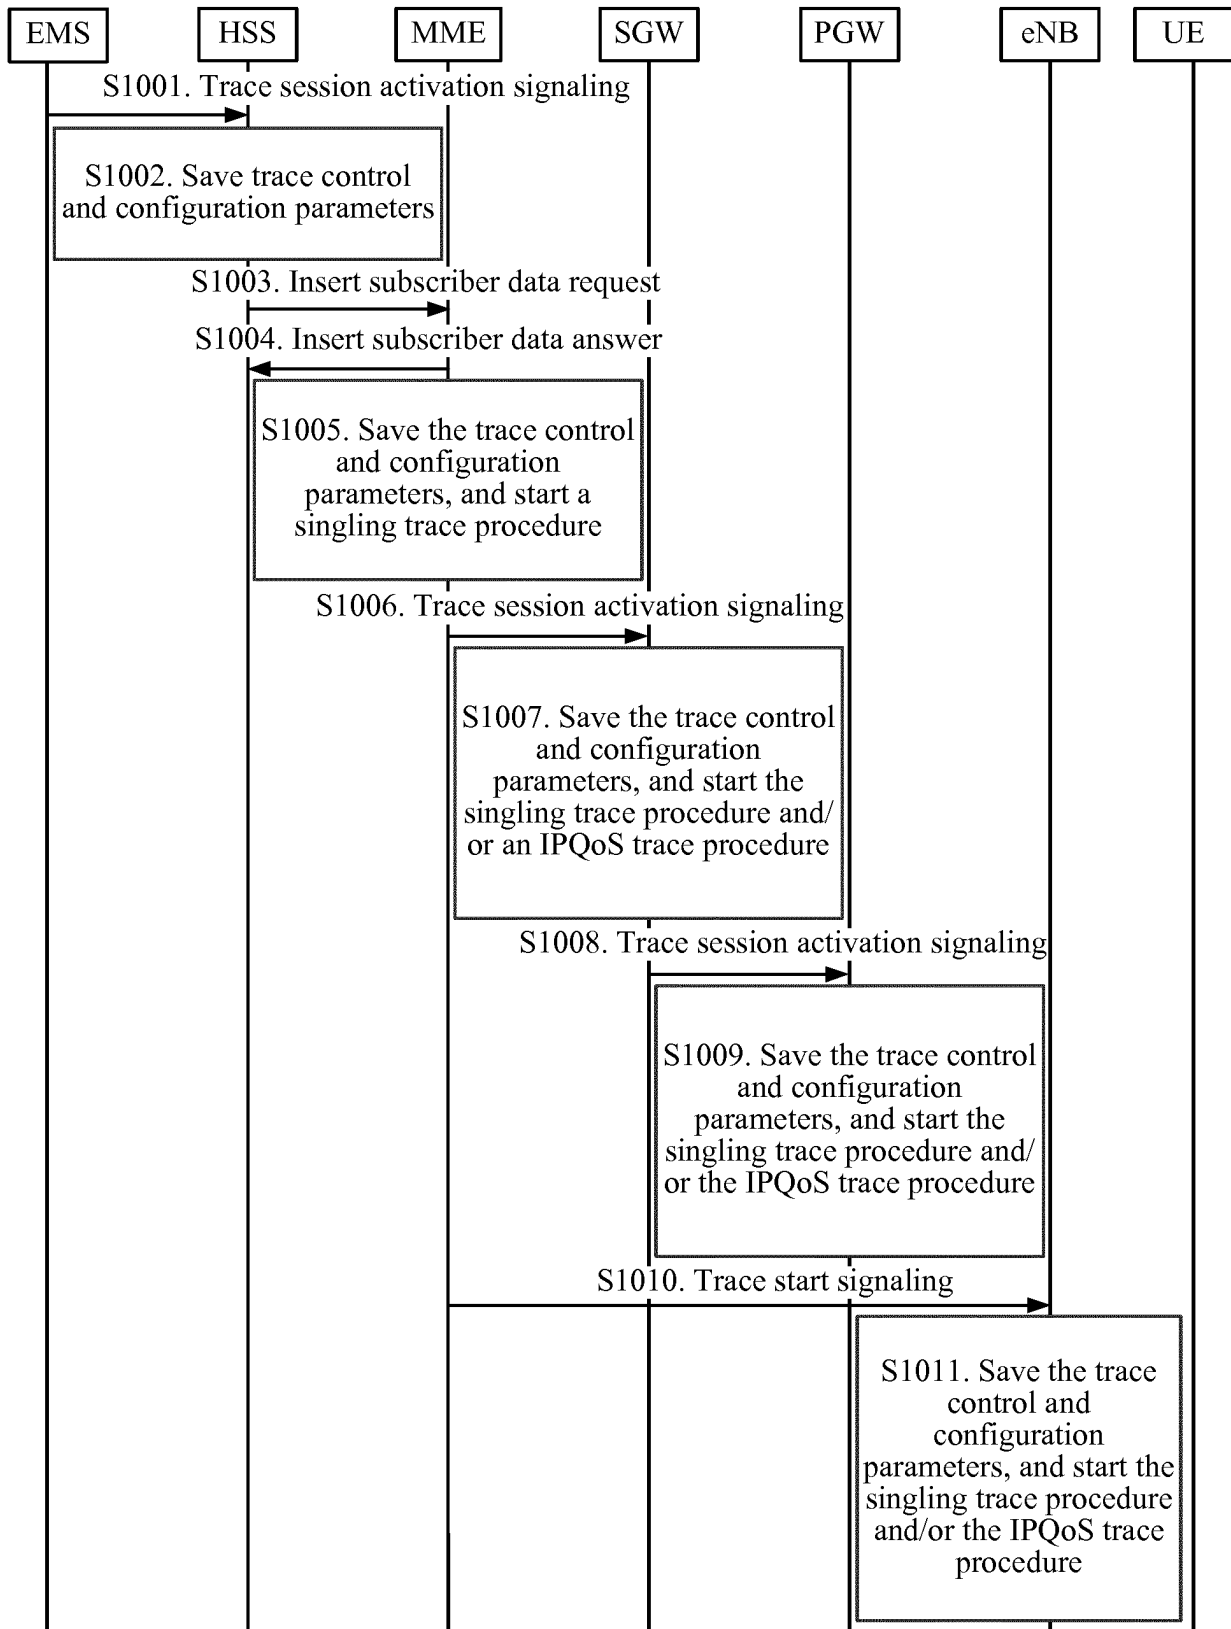 EMS HSS MME SGW PGW eNB UE
S1001. Trace session activation signaling
S1002. Save trace control
and configuration parameters
S1003. Insert subscriber data request
S1004. Insert subscriber data answer
S1005. Save the trace control
and configuration
parameters, and start a
singling trace procedure
S1006. Trace session activation signaling
S1007. Save the trace control
and configuration
parameters, and start the
singling trace procedure and/
or an IPQoS trace procedure
S1008. Trace session activation signaling
S1009. Save the trace control
and configuration
parameters, and start the
singling trace procedure and/
or the IPQoS trace procedure
S1010. Trace start signaling
S1011. Save the trace
control and
configuration
parameters, and start the
singling trace procedure
and/or the IPQoS trace
procedure